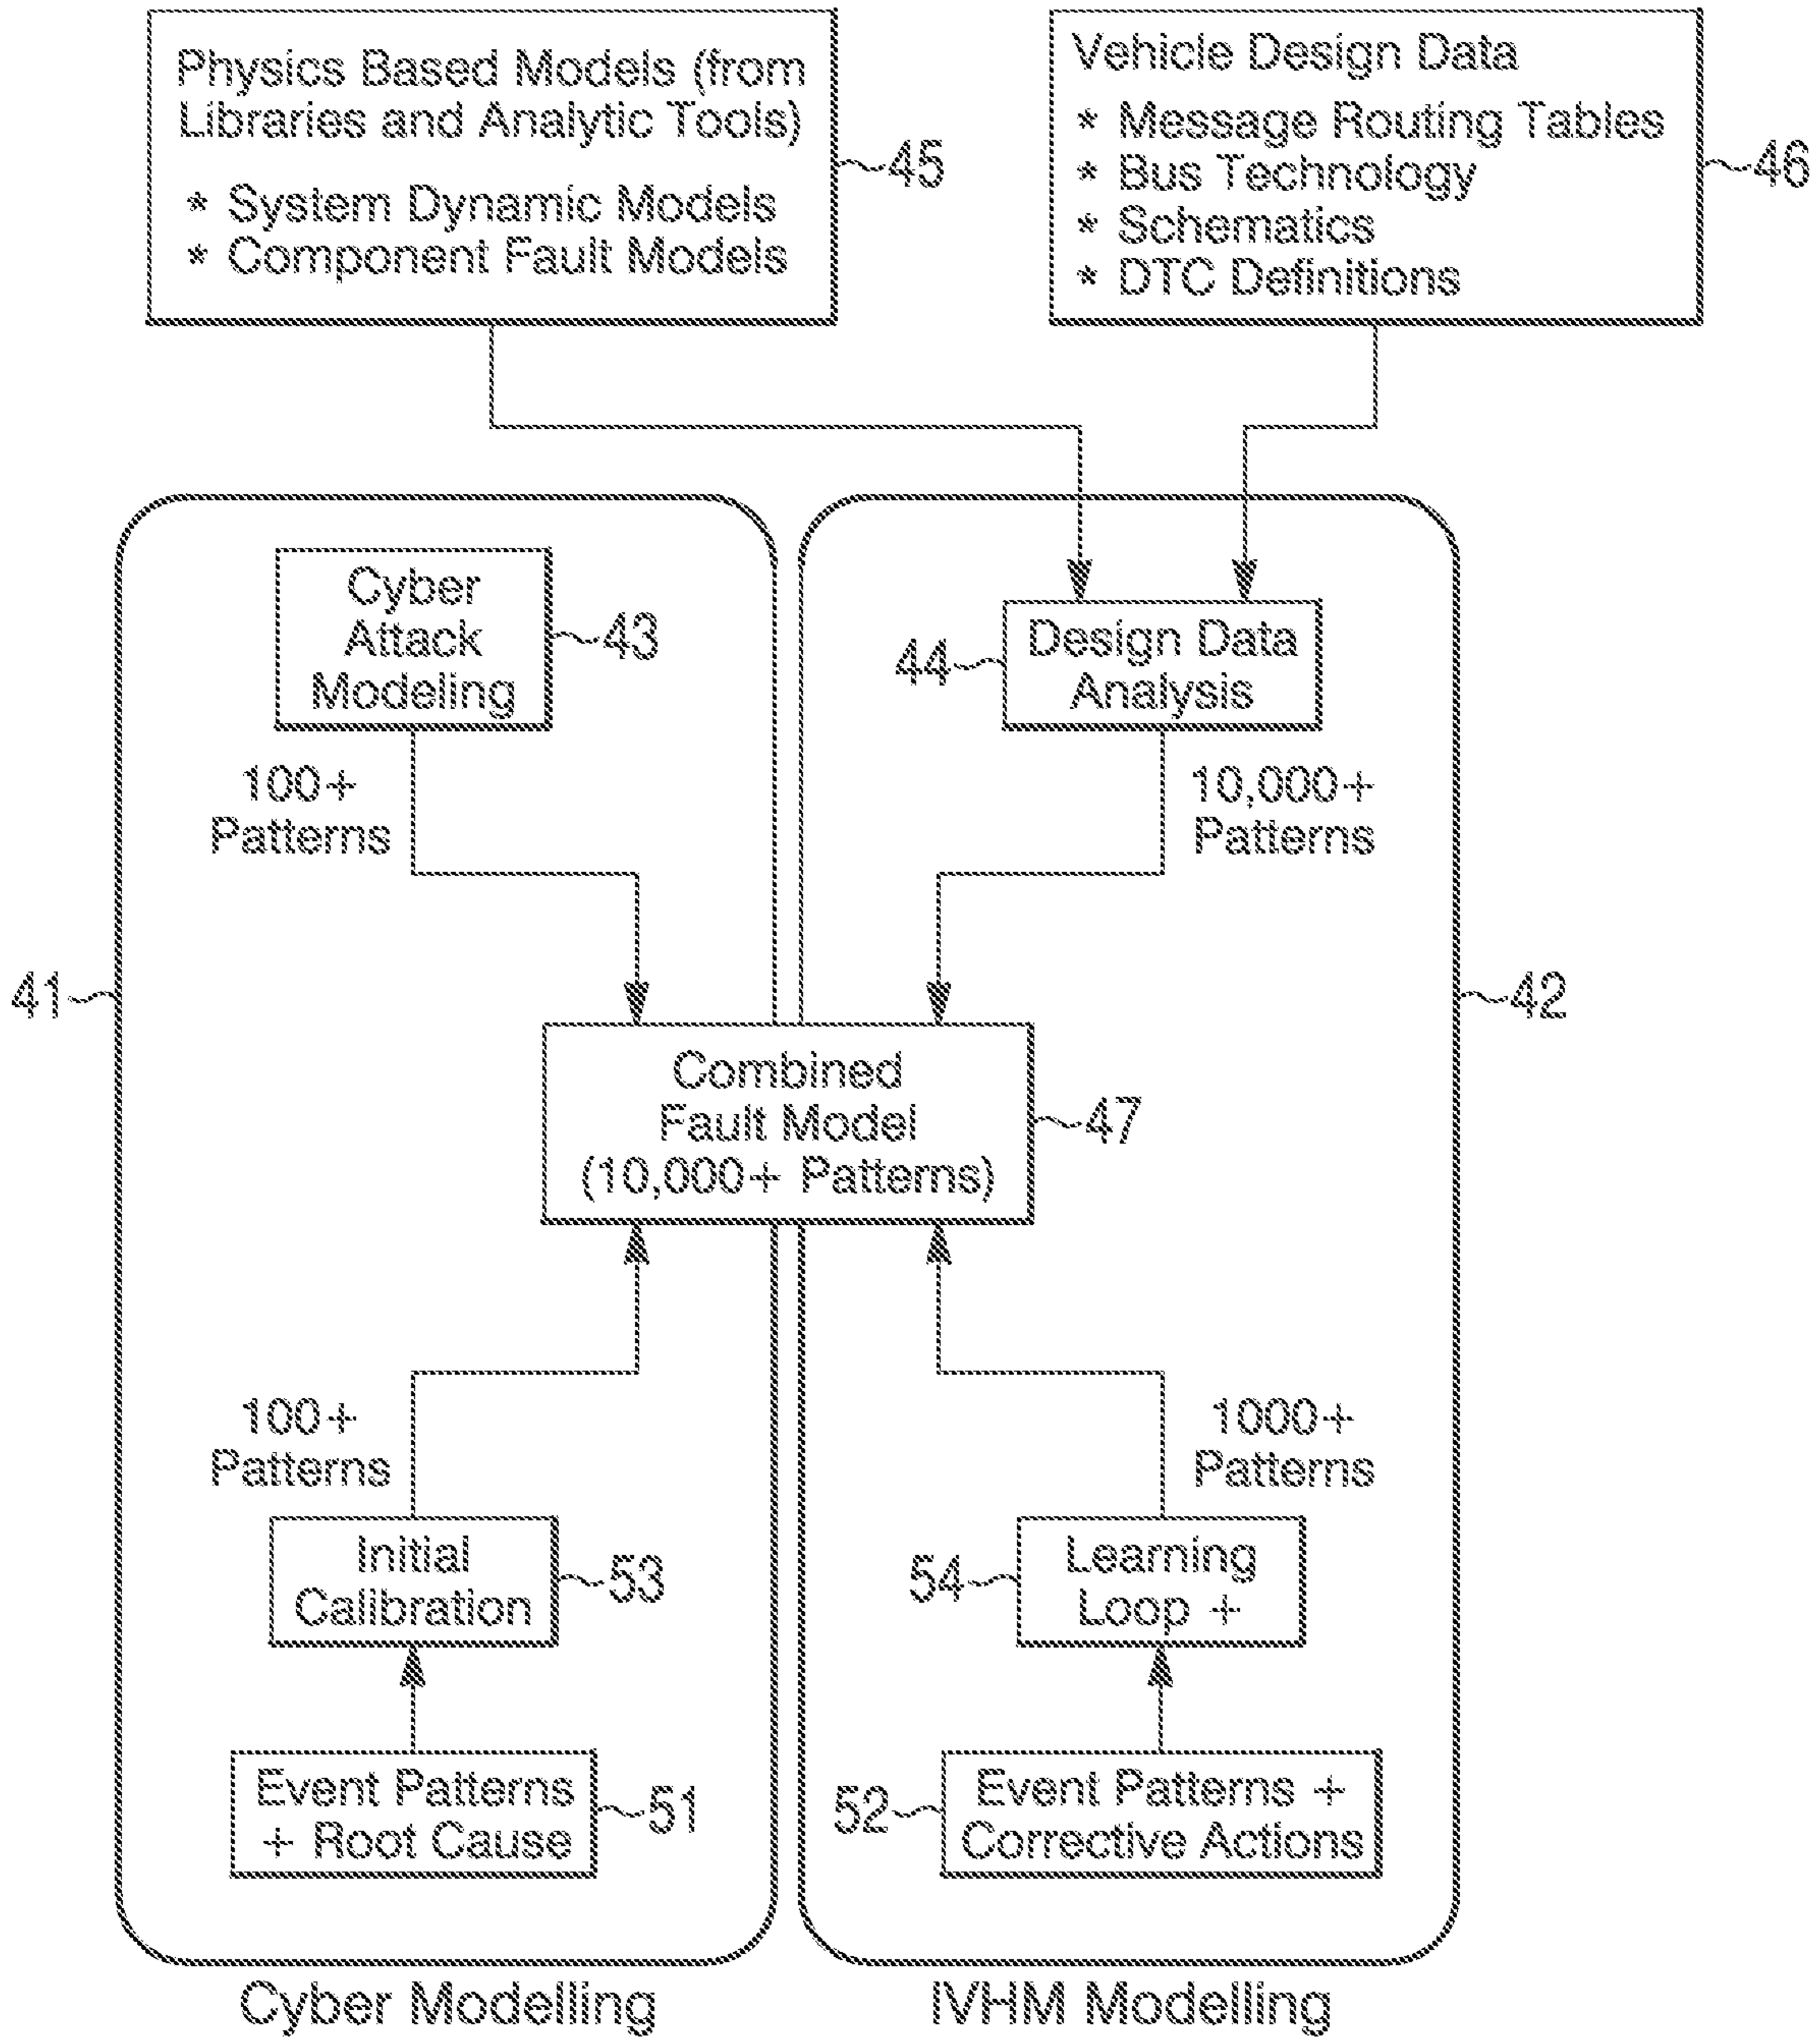 Physics Based Models (from
Libraries and Analytic Tools)
* System Dynamic Models
* Component Fault Models
45
Vehicle Design Data
* Message Routing Tables
* Bus Technology
* Schematics
* DTC Definitions
46
Cyber
Attack
Modeling
43
44
Design Data
Analysis
100+
Patterns
10,000+
Patterns
41
42
Combined
Fault Model
(10,000+ Patterns)
47
100+
Patterns
1000+
Patterns
Initial
Calibration
53
54
Learning
Loop +
Event Patterns
+ Root Cause
51
52
Event Patterns +
Corrective Actions
Cyber Modelling
IVHM Modelling